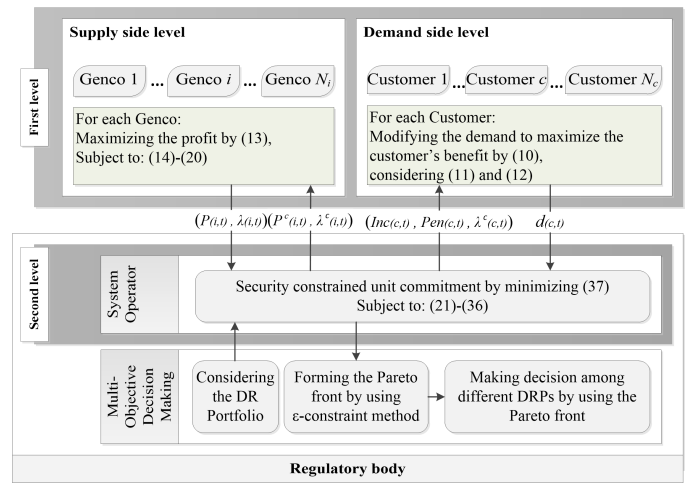 First level
Supply side level
Genco 1 ... Genco i ... Genco Nᵢ
For each Genco:
Maximizing the profit by (13),
Subject to: (14)-(20)
Demand side level
Customer 1 ... Customer c ... Customer N_c
For each Customer:
Modifying the demand to maximize the
customer's benefit by (10),
considering (11) and (12)
(P(i,t) , λ(i,t)) (Pᶜ(i,t) , λᶜ(i,t)) (Inc(c,t) , Pen(c,t) , λᶜ(c,t)) d(c,t)
Second level
System
Operator
Security constrained unit commitment by minimizing (37)
Subject to: (21)-(36)
Multi-
Objective
Decision
Making
Considering
the DR
Portfolio
Forming the Pareto
front by using
ε-constraint method
Making decision among
different DRPs by using the
Pareto front
Regulatory body